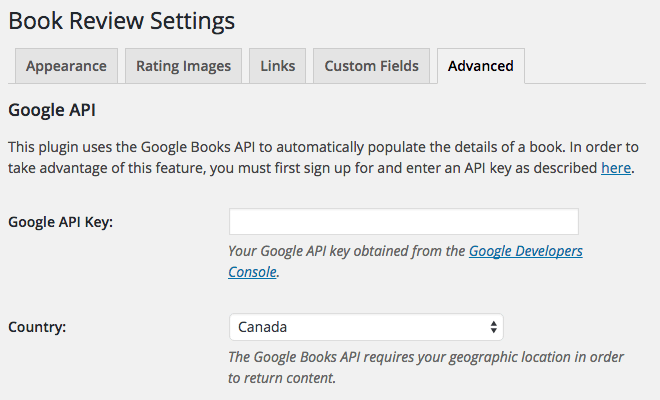 Book Review Settings
Appearance Rating Images Links Custom Fields Advanced
Google API
This plugin uses the Google Books API to automatically populate the details of a book. In order to
take advantage of this feature, you must first sign up for and enter an API key as described here.
Google API Key:
Your Google API key obtained from the Google Developers
Console.
Country: Canada
The Google Books API requires your geographic location in order
to return content.